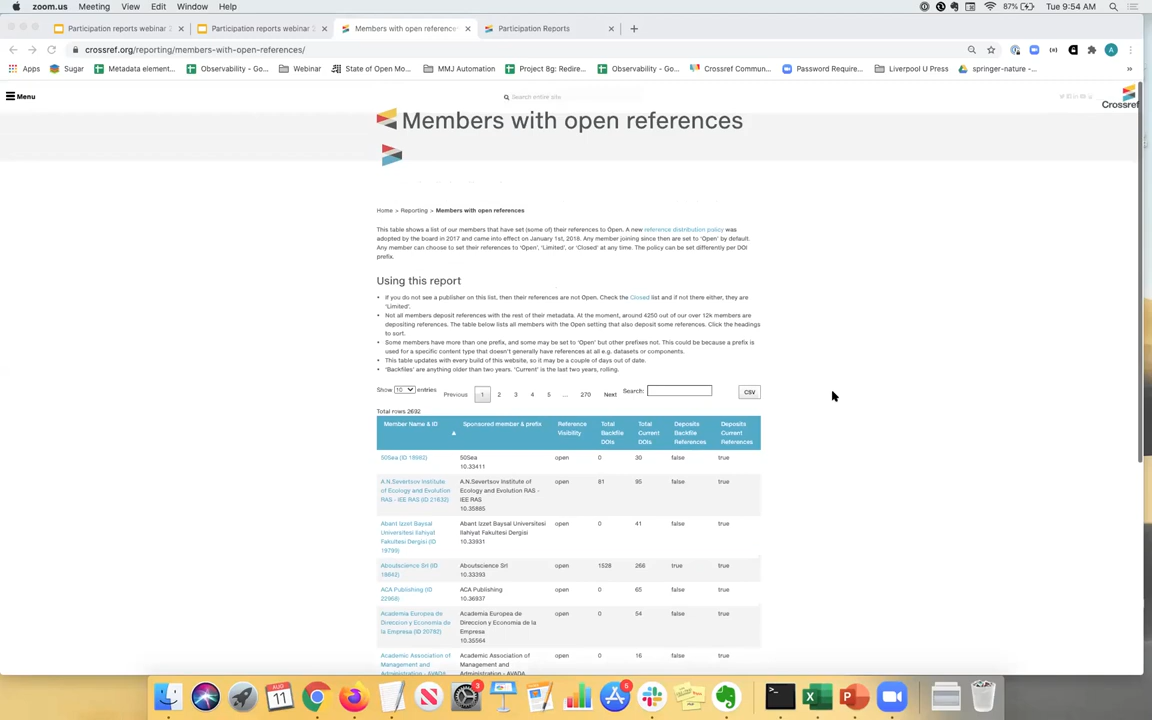 zoom.us Meeting View Edit Window Help 87% Tue 9:54 AM
Participation reports webinar 2 Participation reports webinar 2 Members with open reference Participation Reports
crossref.org/reporting/members-with-open-references/
Apps Sugar Metadata element... Observability - Go... Webinar State of Open Mo... MMJ Automation Project 8g: Redire... Observability - Go... Crossref Commun... Password Require... Liverpool U Press springer-nature -...
Menu Search entire site Crossref
Members with open references
Home > Reporting > Members with open references
This table shows a list of our members that have set (some of) their references to Open. A new reference distribution policy was
adopted by the board in 2017 and came into effect on January 1st, 2018. Any member joining since then are set to 'Open' by default.
Any member can choose to set their references to 'Open', 'Limited', or 'Closed' at any time. The policy can be set differently per DOI
prefix.
Using this report
• if you do not see a publisher on this list, then their references are not Open. Check the Closed list and if not there either, they are
'Limited'.
• Not all members deposit references with the rest of their metadata. At the moment, around 4250 out of our over 12k members are
depositing references. The table below lists all members with the Open setting that also deposit some references. Click the headings
to sort.
• Some members have more than one prefix, and some may be set to 'Open' but other prefixes not. This could be because a prefix is
used for a specific content type that doesn't generally have references at all e.g. datasets or components.
• This table updates with every build of this website, so it may be a couple of days out of date.
• 'Backfiles' are anything older than two years. 'Current' is the last two years, rolling.
Show 10 entries Previous 1 2 3 4 5 ... 270 Next Search: CSV
Total rows 2692
Member Name & ID Sponsored member & prefix Reference Total Total Deposits Deposits
Visibility Backfile Current Backfile Current
DOIs DOIs References References
50Sea (ID 18982) 50Sea open 0 30 false true
10.33411
A.N.Severtsov Institute A.N.Severtsov Institute of open 81 95 false true
of Ecology and Evolution Ecology and Evolution RAS -
RAS - IEE RAS (ID 21632) IEE RAS
10.35885
Abant Izzet Baysal Abant Izzet Baysal Universitesi open 0 41 false true
Universitesi Ilahiyat Ilahiyat Fakultesi Dergisi
Fakultesi Dergisi (ID 10.33931
19799)
Aboutscience Srl (ID Aboutscience Srl open 1528 266 true true
19842) 10.33393
ACA Publishing (ID ACA Publishing open 0 65 false true
22968) 10.36937
Academia Europea de Academia Europea de open 0 54 false true
Direccion y Economia de Direccion y Economia de la
la Empresa (ID 20782) Empresa
10.35564
Academic Association of Academic Association of open 0 16 false true
Management and Management and
Administration - AVADA Administration - AVADA
AUG
11
3
5